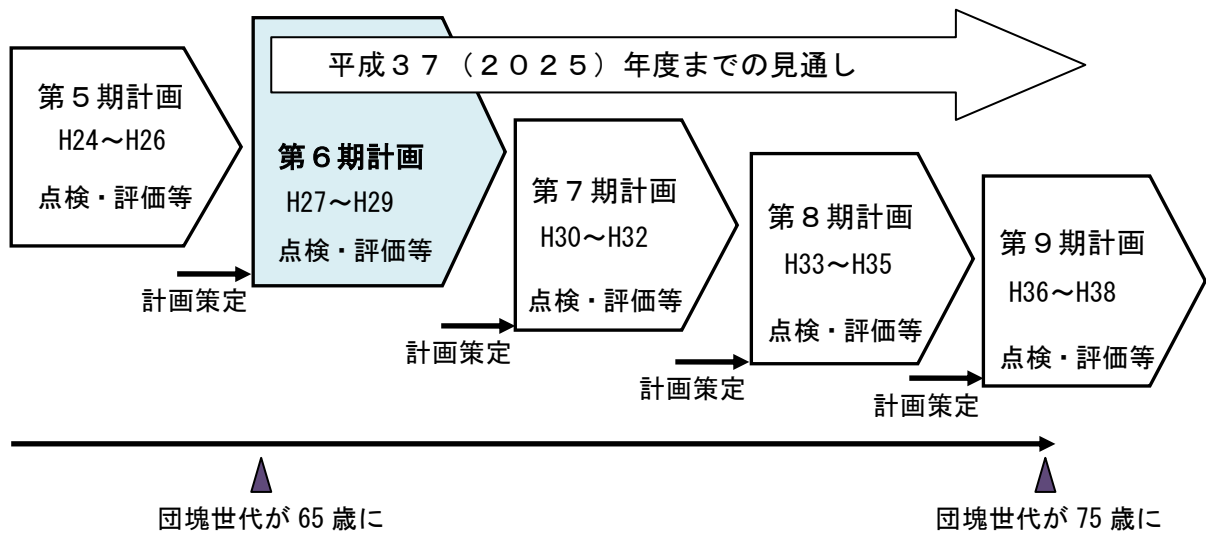 平成３７（２０２５）年度までの見通し
第５期計画
H24～H26
点検・評価等
計画策定
第６期計画
H27～H29
点検・評価等
計画策定
第７期計画
H30～H32
点検・評価等
計画策定
第８期計画
H33～H35
点検・評価等
計画策定
第９期計画
H36～H38
点検・評価等
団塊世代が 65 歳に
団塊世代が 75 歳に